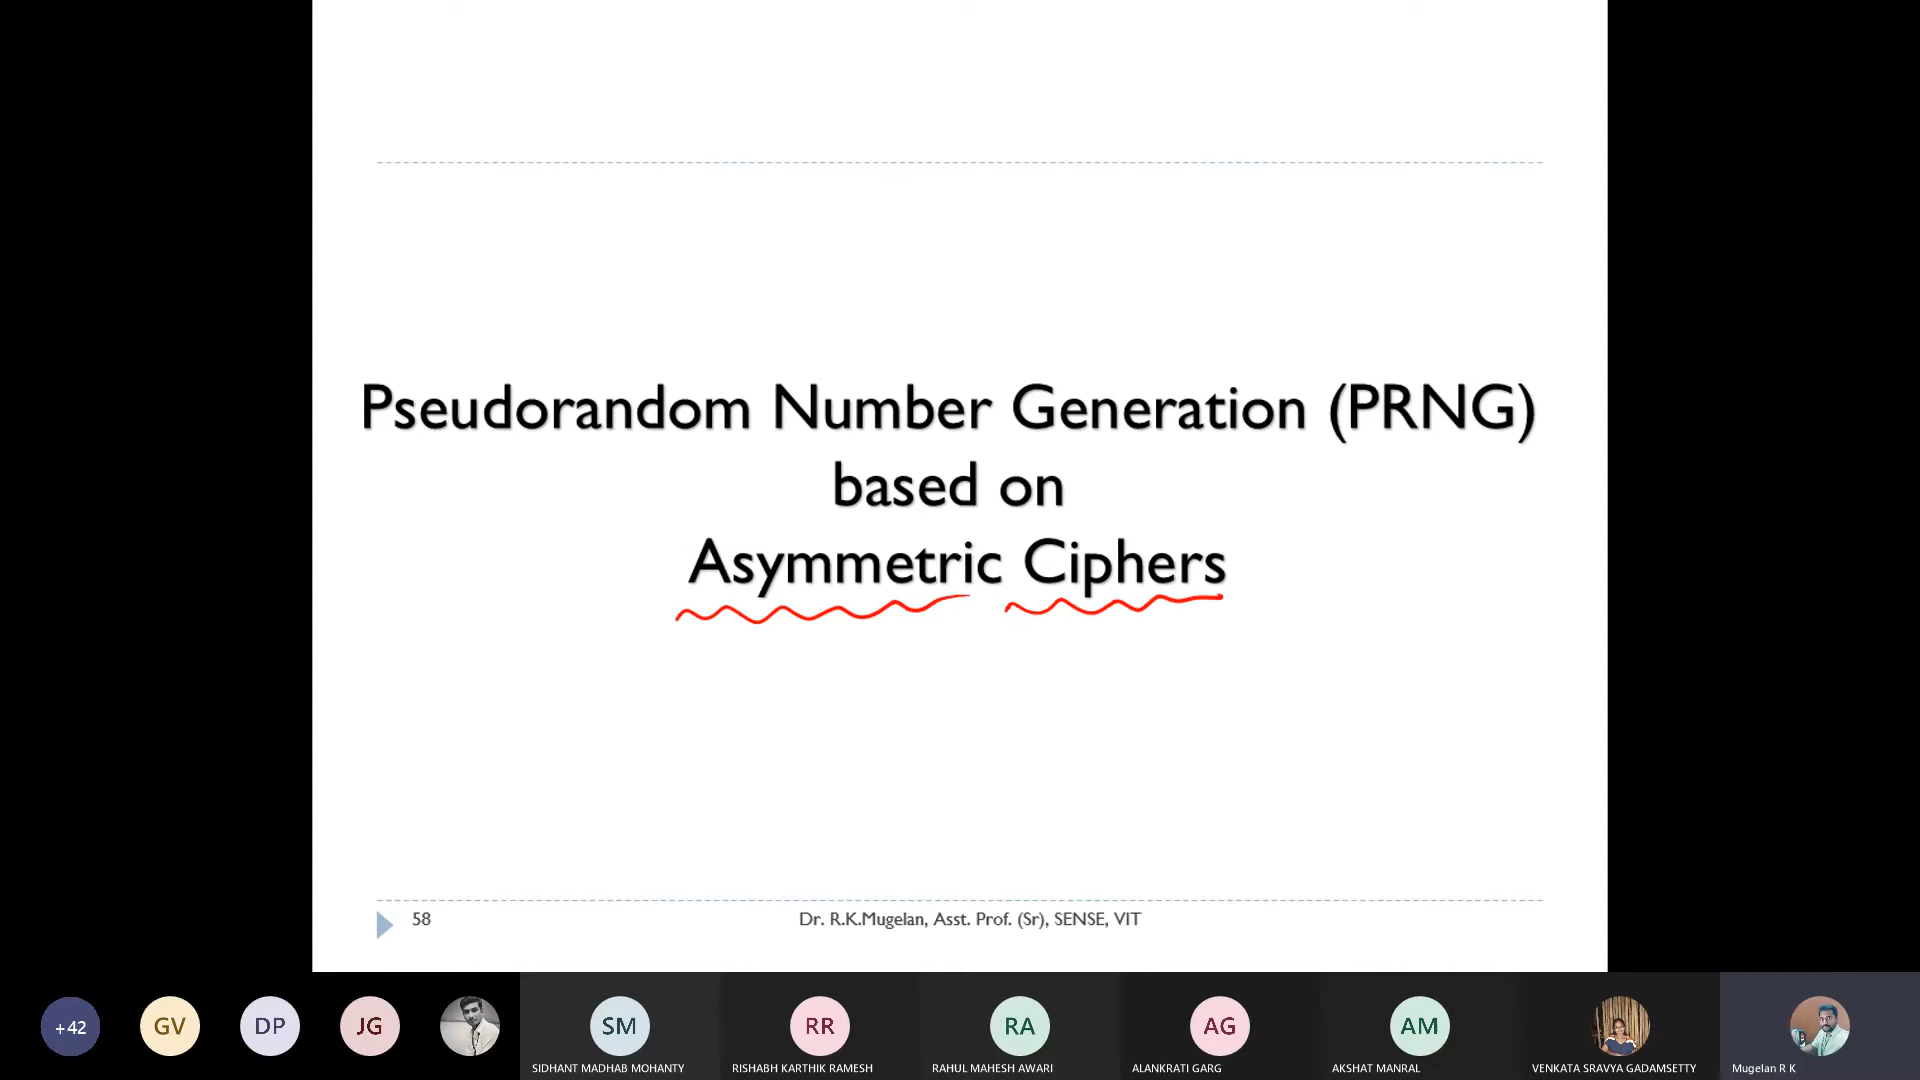 Pseudorandom Number Generation (PRNG)
based on
Asymmetric Ciphers
58
Dr. R.K.Mugelan, Asst. Prof. (Sr), SENSE, VIT
+42
GV
DP
JG
SM
RR
RA
AG
AM
SIDHANT MADHAB MOHANTY
RISHABH KARTHIK RAMESH
RAHUL MAHESH AWARI
ALANKRATI GARG
AKSHAT MANRAL
VENKATA SRAVYA GADAMSETTY
Mugelan R K